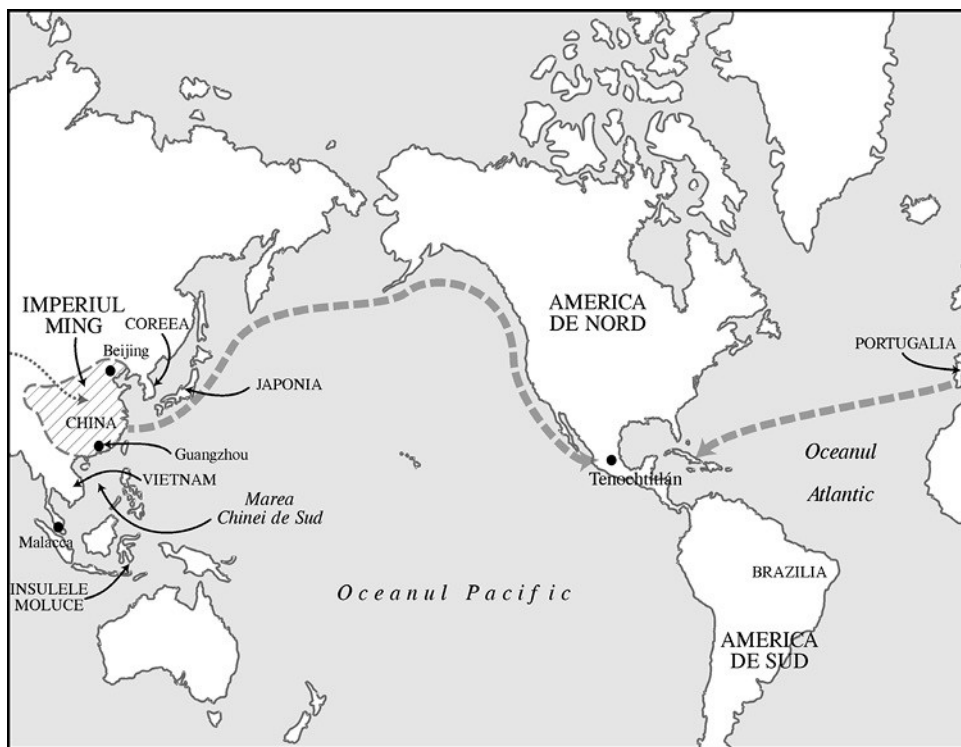 IMPERIUL
MING
COREEA
Beijing
JAPONIA
CHINA
Guangzhou
VIETNAM
Marea
Chinei de Sud
Malacca
INSULELE
MOLUCE
Oceanul Pacific
AMERICA
DE NORD
Tenochtitlán
PORTUGALIA
Oceanul
Atlantic
BRAZILIA
AMERICA
DE SUD